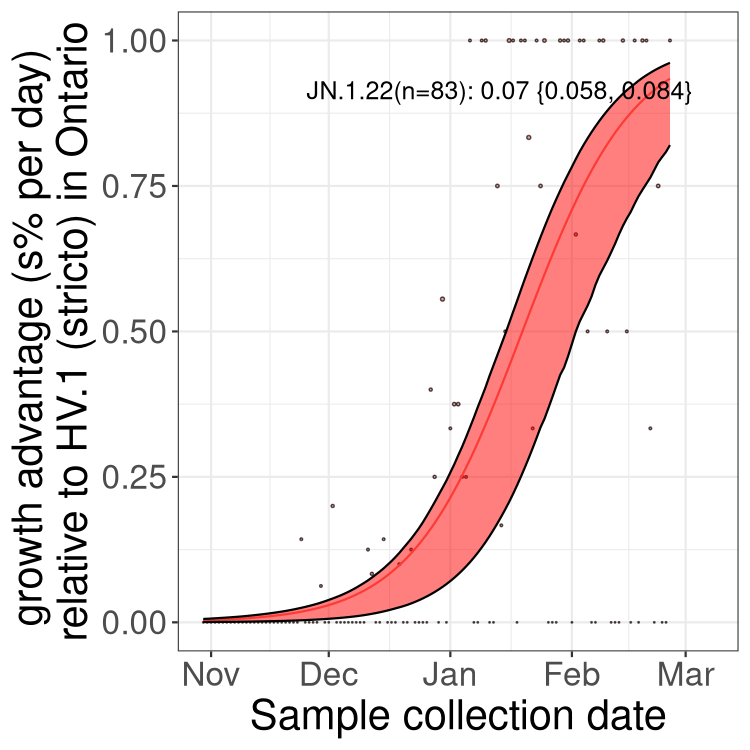 growth advantage (s% per day)
relative to HV.1 (stricto) in Ontario
1.00
JN.1.22(n=83): 0.07 {0.058, 0.084}
0.75
0.50
0.25
0.00
Nov Dec Jan Feb Mar
Sample collection date